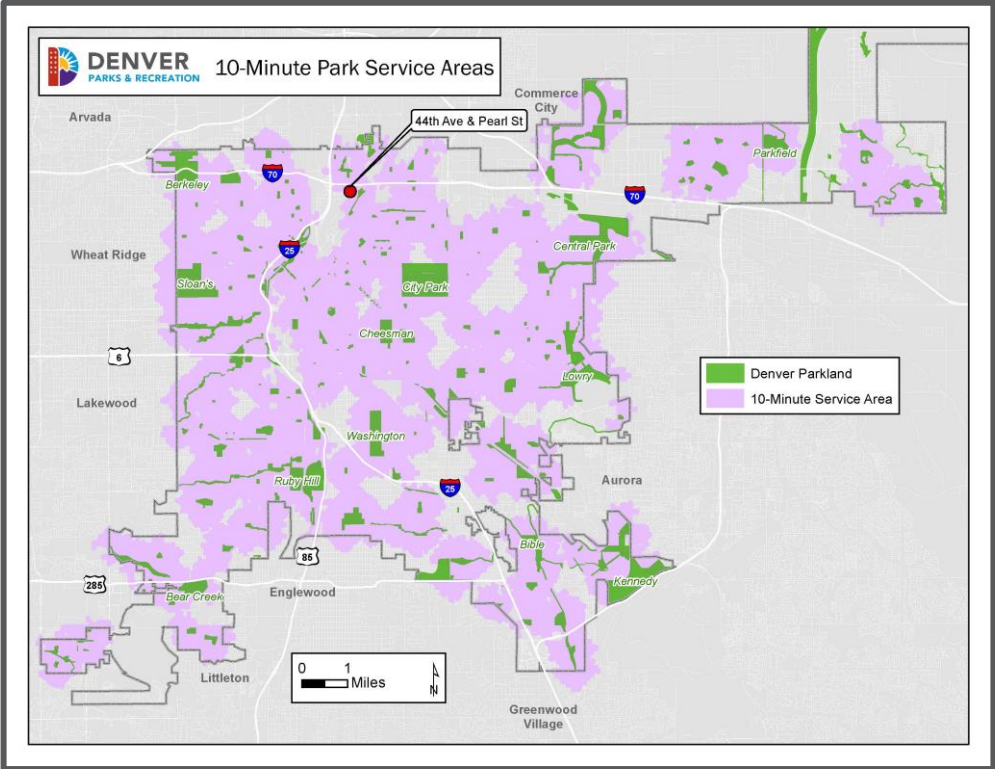 DENVER
PARKS & RECREATION
10-Minute Park Service Areas
Arvada
Commerce
City
44th Ave & Pearl St
Parkfield
Berkeley
70
70
Wheat Ridge
25
Central Park
Sloan's
City Park
Cheesman
6
Lowry
Denver Parkland
10-Minute Service Area
Lakewood
Washington
Ruby Hill
25
Aurora
85
Bible
285
Kennedy
Bear Creek
Englewood
0 1
Miles
N
Littleton
Greenwood
Village